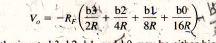 V_o = -R_F ( b3/2R + b2/4R + b1/8R + b0/16R )